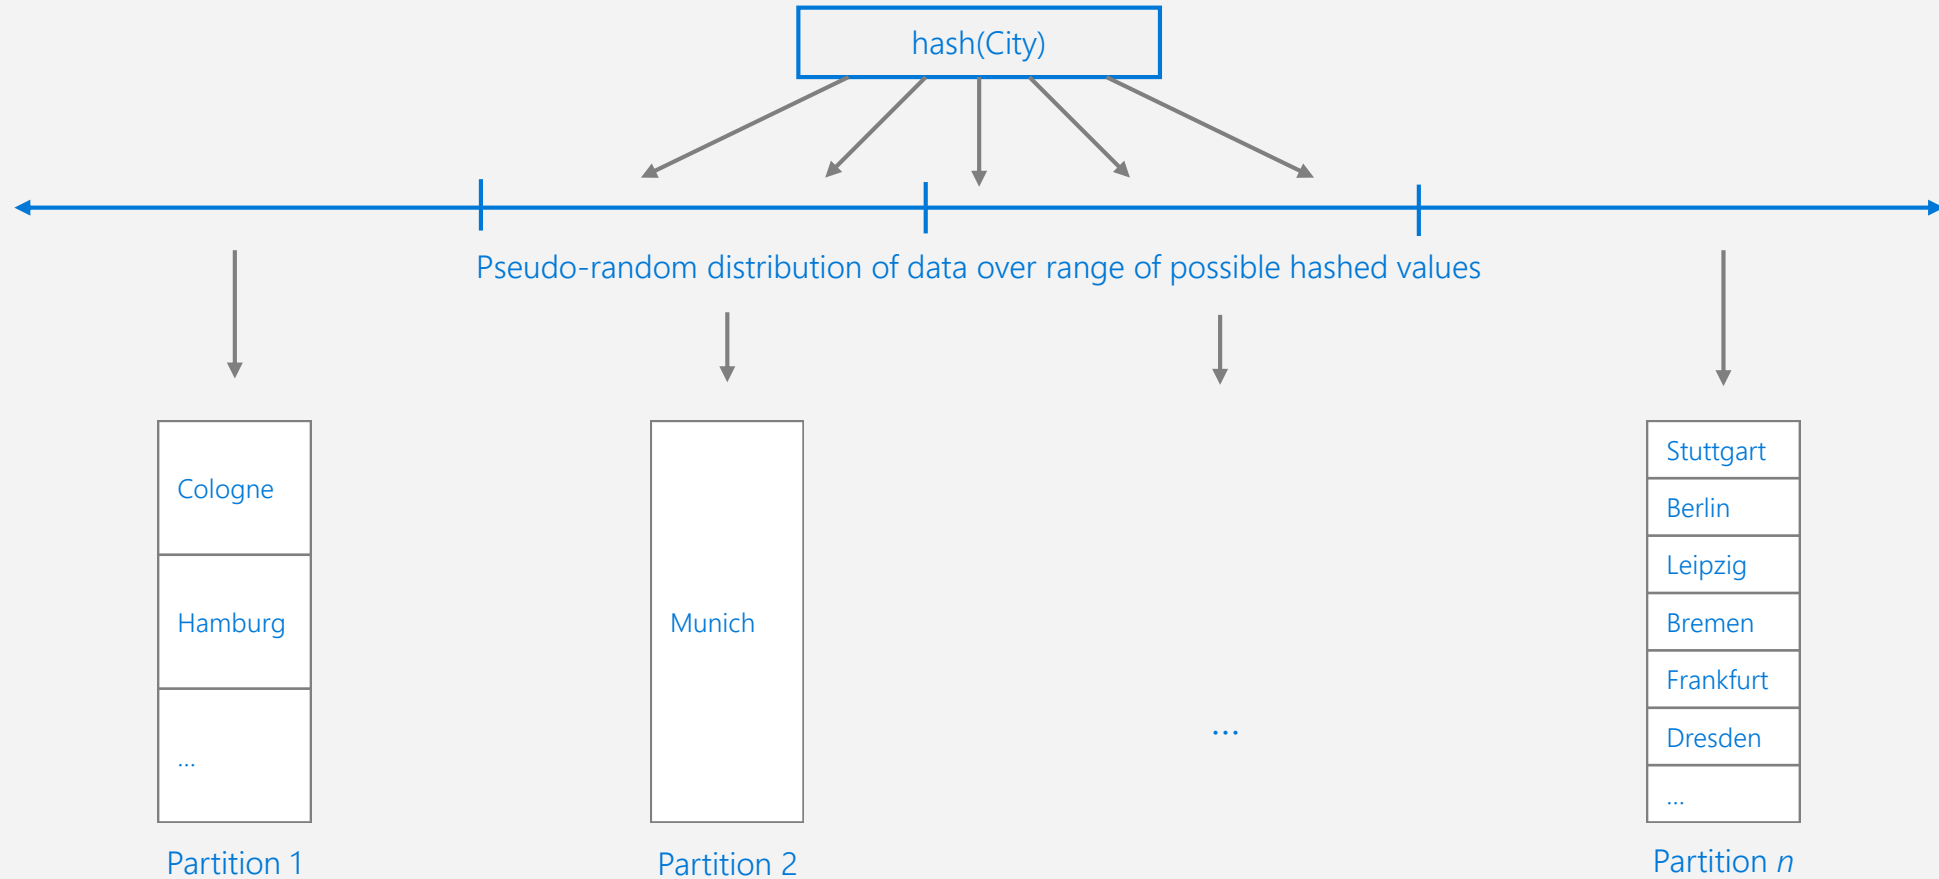 hash(City)
Pseudo-random distribution of data over range of possible hashed values
Cologne
Hamburg
...
Partition 1
Munich
Partition 2
...
Stuttgart
Berlin
Leipzig
Bremen
Frankfurt
Dresden
...
Partition n